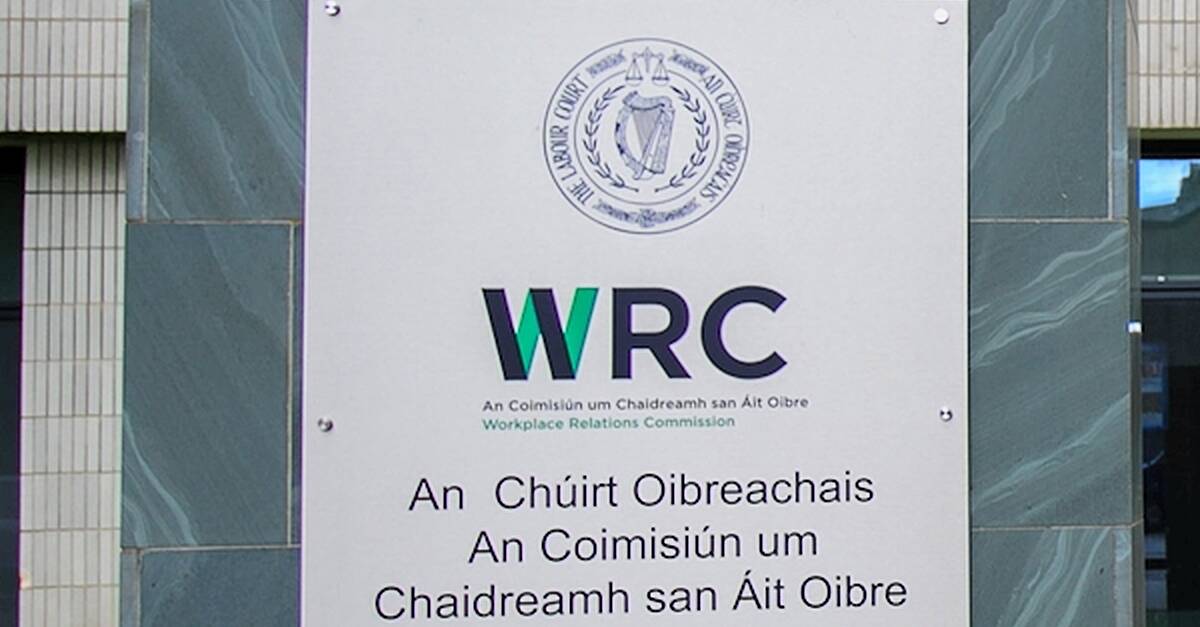 THE LABOUR COURT
AN CÚIRT OIBREACHAIS
WRC
An Coimisiún um Chaidreamh san Áit Oibre
Workplace Relations Commission
An Chúirt Oibreachais
An Coimisiún um
Chaidreamh san Áit Oibre